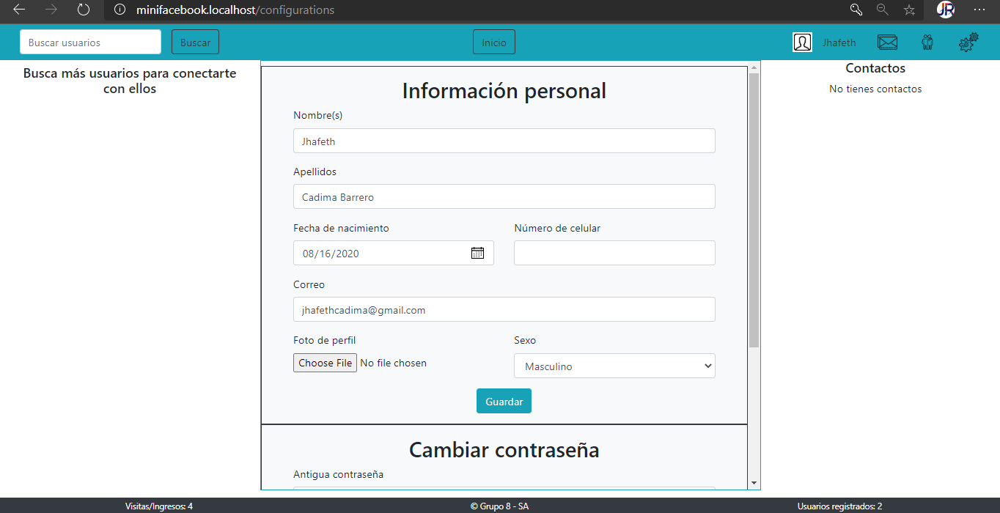 minifacebook.localhost/configurations
JR
Buscar usuarios
Buscar
Inicio
Jhafeth
Busca más usuarios para conectarte
con ellos
Información personal
Nombre(s)
Jhafeth
Apellidos
Cadima Barrero
Fecha de nacimiento
Número de celular
08/16/2020
Correo
jhafethcadima@gmail.com
Foto de perfil
Sexo
Choose File No file chosen
Masculino
Guardar
Cambiar contraseña
Antigua contraseña
Contactos
No tienes contactos
Visitas/Ingresos: 4
© Grupo 8 - SA
Usuarios registrados: 2